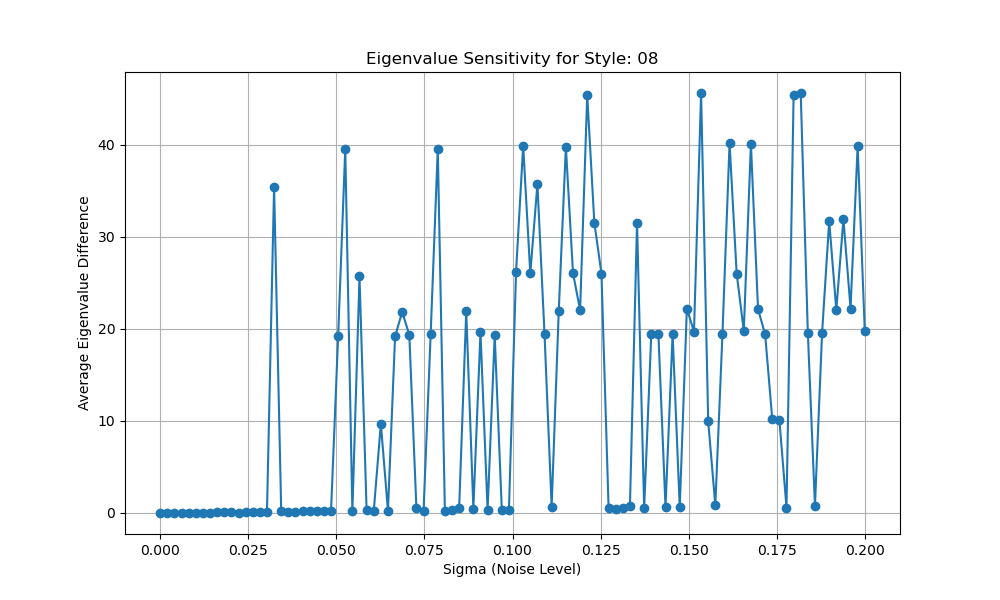 Eigenvalue Sensitivity for Style: 08
Average Eigenvalue Difference
40
30
20
10
0
0.000 0.025 0.050 0.075 0.100 0.125 0.150 0.175 0.200
Sigma (Noise Level)